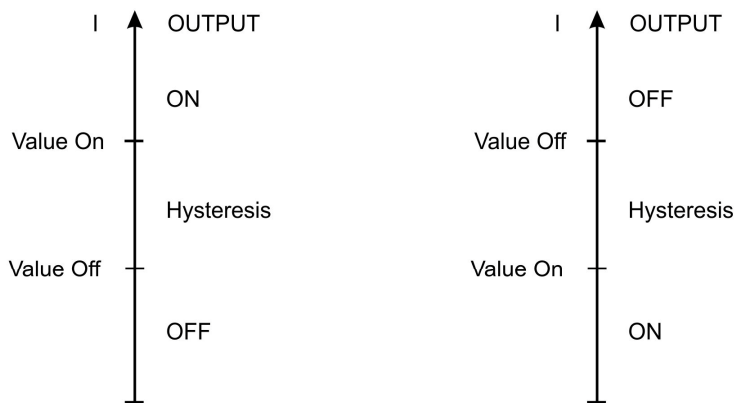 I OUTPUT
ON
Value On
Hysteresis
Value Off
OFF
I OUTPUT
OFF
Value Off
Hysteresis
Value On
ON